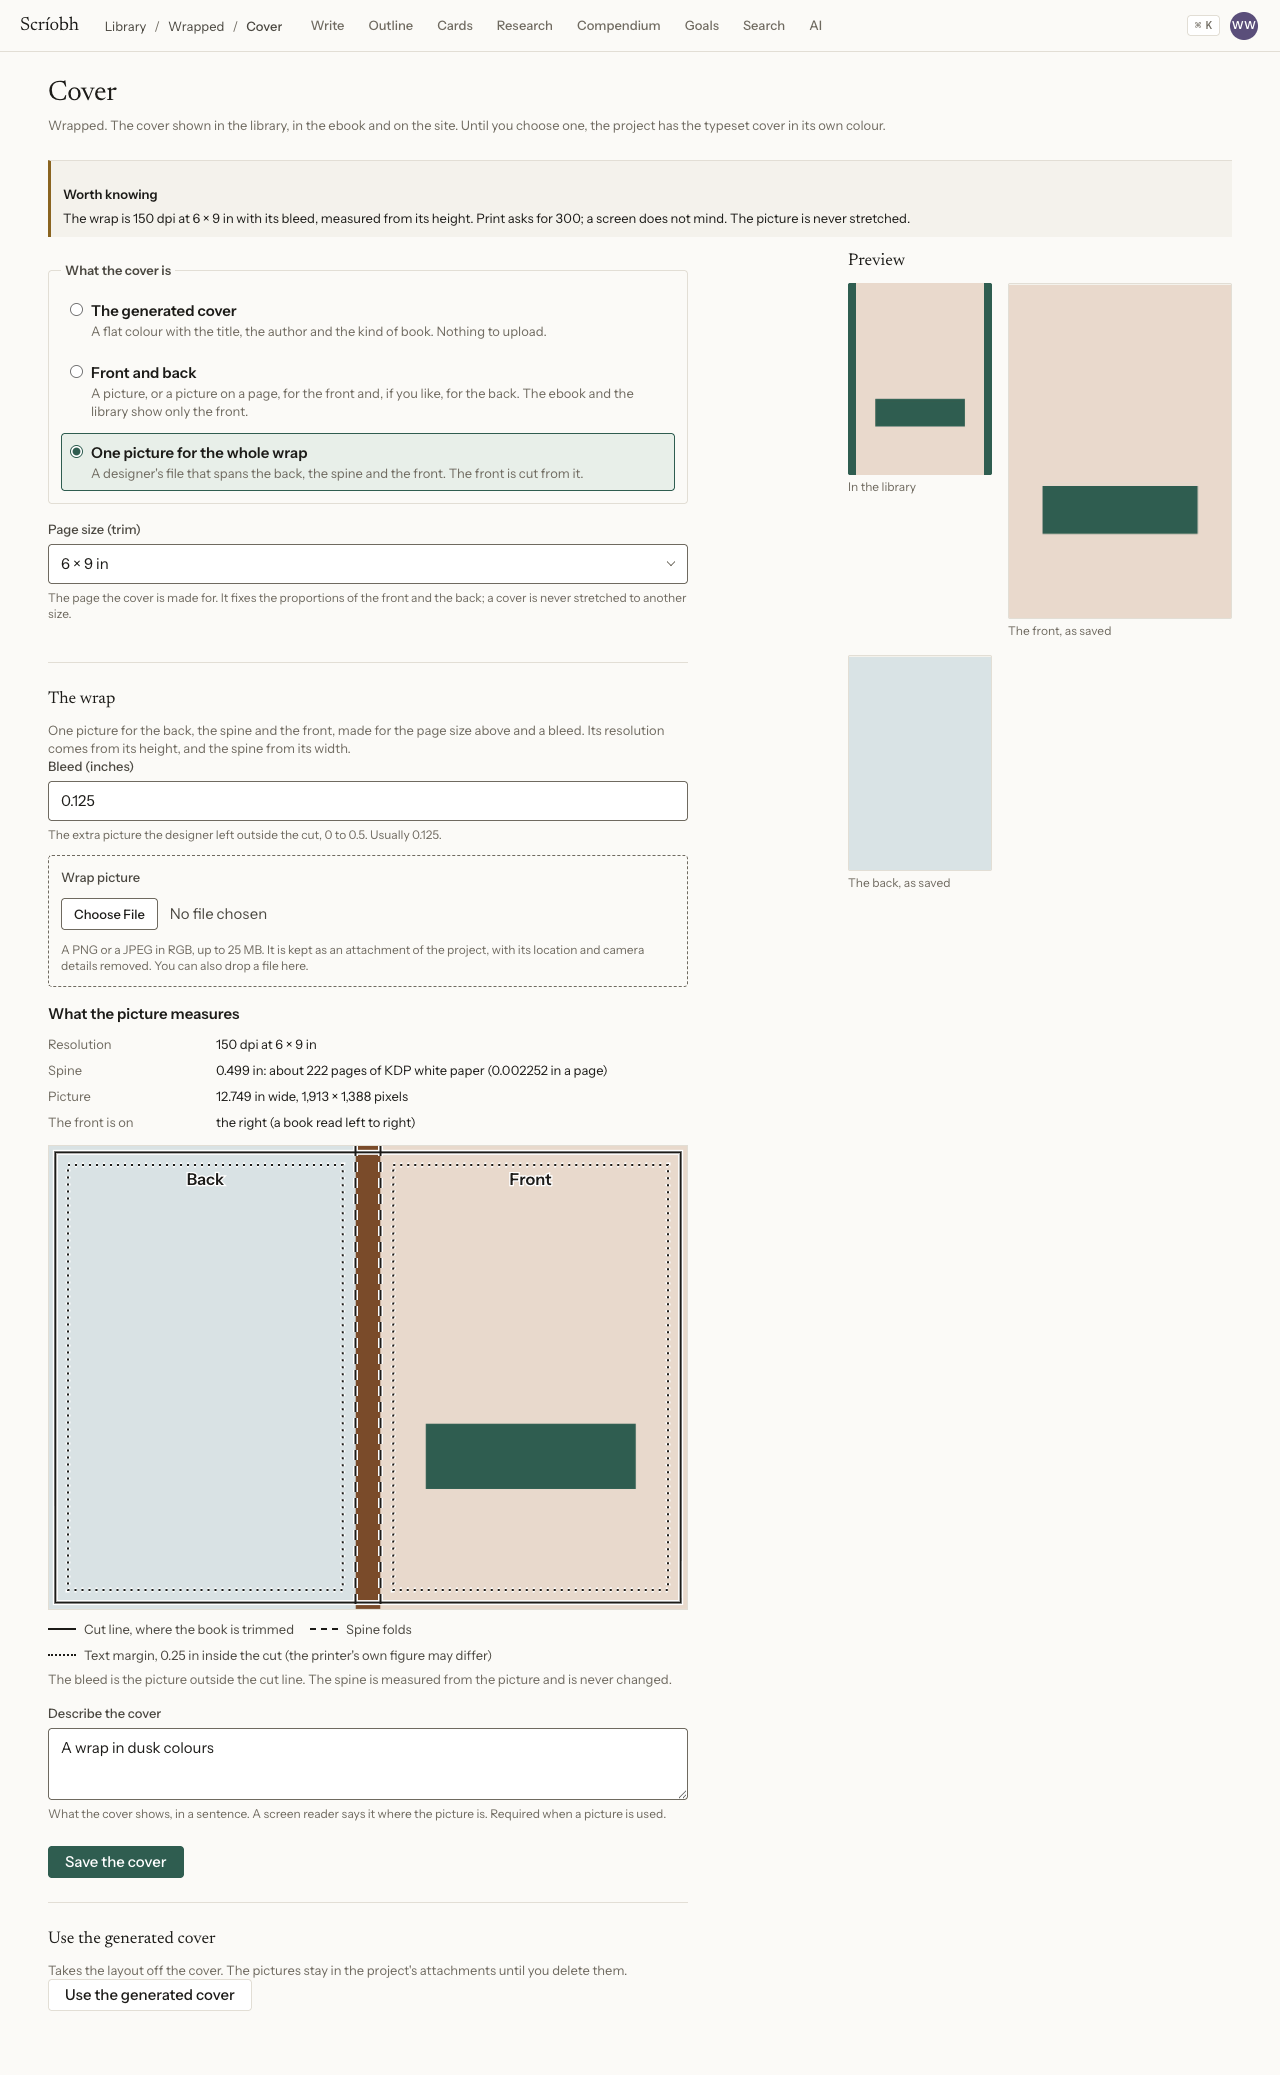 Scríobh
Library / Wrapped / Cover
Write
Outline
Cards
Research
Compendium
Goals
Search
AI
⌘ K
WW
Cover
Wrapped. The cover shown in the library, in the ebook and on the site. Until you choose one, the project has the typeset cover in its own colour.
Worth knowing
The wrap is 150 dpi at 6 × 9 in with its bleed, measured from its height. Print asks for 300; a screen does not mind. The picture is never stretched.
What the cover is
The generated cover
A flat colour with the title, the author and the kind of book. Nothing to upload.
Front and back
A picture, or a picture on a page, for the front and, if you like, for the back. The ebook and the
library show only the front.
One picture for the whole wrap
A designer's file that spans the back, the spine and the front. The front is cut from it.
Page size (trim)
6 × 9 in
The page the cover is made for. It fixes the proportions of the front and the back; a cover is never stretched to another
size.
The wrap
One picture for the back, the spine and the front, made for the page size above and a bleed. Its resolution
comes from its height, and the spine from its width.
Bleed (inches)
0.125
The extra picture the designer left outside the cut, 0 to 0.5. Usually 0.125.
Wrap picture
Choose File No file chosen
A PNG or a JPEG in RGB, up to 25 MB. It is kept as an attachment of the project, with its location and camera
details removed. You can also drop a file here.
What the picture measures
Resolution 150 dpi at 6 × 9 in
Spine 0.499 in: about 222 pages of KDP white paper (0.002252 in a page)
Picture 12.749 in wide, 1,913 × 1,388 pixels
The front is on the right (a book read left to right)
Back
Front
Cut line, where the book is trimmed
Spine folds
Text margin, 0.25 in inside the cut (the printer's own figure may differ)
The bleed is the picture outside the cut line. The spine is measured from the picture and is never changed.
Describe the cover
A wrap in dusk colours
What the cover shows, in a sentence. A screen reader says it where the picture is. Required when a picture is used.
Save the cover
Use the generated cover
Takes the layout off the cover. The pictures stay in the project's attachments until you delete them.
Use the generated cover
Preview
In the library
The front, as saved
The back, as saved